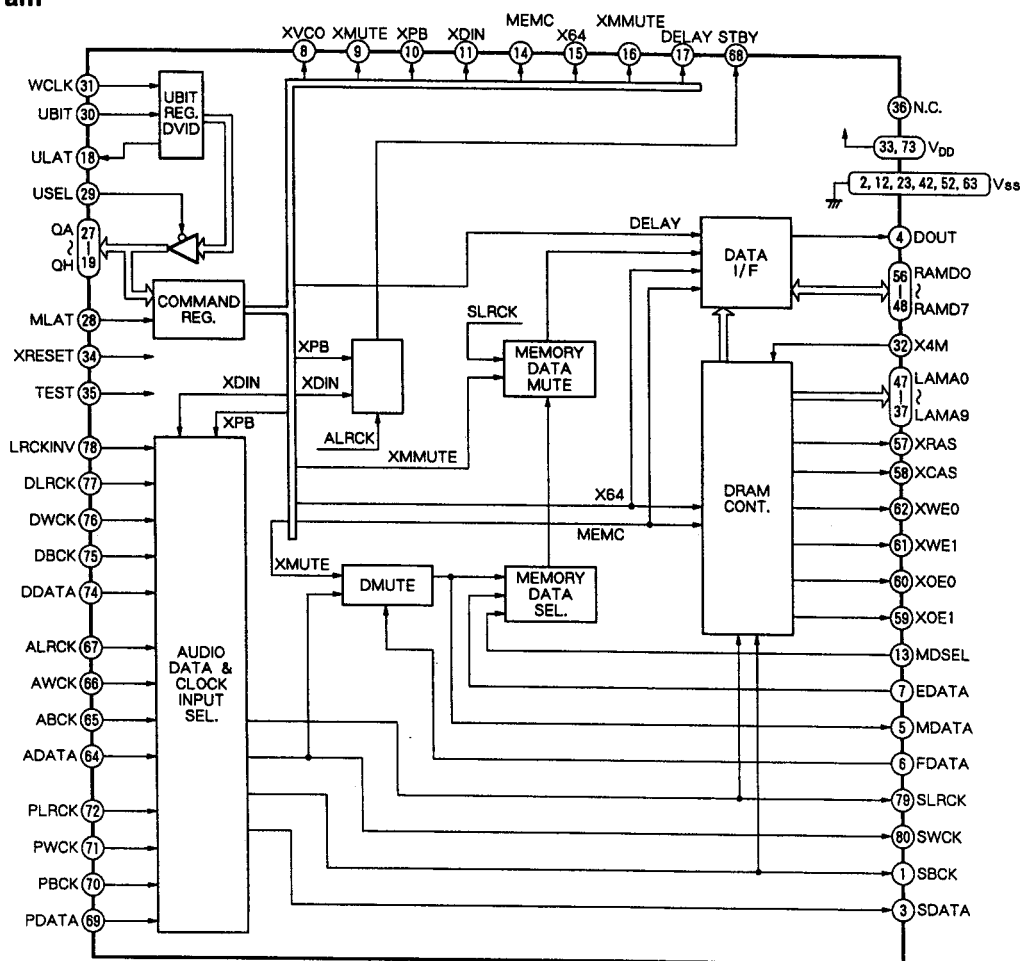 am
XVCO XMUTE XPB XDIN MEMC X64 XMMUTE DELAY STBY
8 9 10 11 14 15 16 17 68
WCLK 31
UBIT 30
ULAT 18
USEL 29
QA 27
~ |
QH 19
MLAT 28
XRESET 34
TEST 35
LRCKINV 78
DLRCK 77
DWCK 76
DBCK 75
DDATA 74
ALRCK 67
AWCK 66
ABCK 65
ADATA 64
PLRCK 72
PWCK 71
PBCK 70
PDATA 69
UBIT
REG.
DVID
COMMAND
REG.
XDIN
XPB
AUDIO
DATA &
CLOCK
INPUT
SEL.
XPB
XDIN
ALRCK
XMMUTE
XMUTE
DMUTE
SLRCK
MEMORY
DATA
MUTE
MEMORY
DATA
SEL.
DELAY
X64
MEMC
DATA
I/F
DRAM
CONT.
36 N.C.
33, 73 VDD
2, 12, 23, 42, 52, 63 Vss
4 DOUT
56 RAMD0
| ~
48 RAMD7
32 X4M
47 LAMA0
| ~
37 LAMA9
57 XRAS
58 XCAS
62 XWE0
61 XWE1
60 XOE0
59 XOE1
13 MDSEL
7 EDATA
5 MDATA
6 FDATA
79 SLRCK
80 SWCK
1 SBCK
3 SDATA